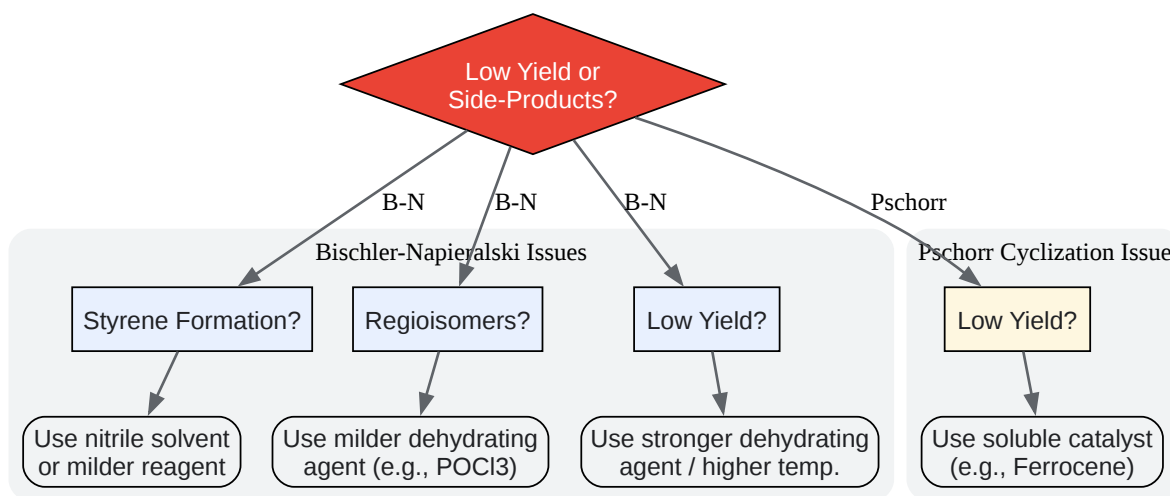 Low Yield or
Side-Products?
B-N
B-N
B-N
Pschorr
Bischler-Napieralski Issues
Pschorr Cyclization Issue
Styrene Formation?
Regioisomers?
Low Yield?
Low Yield?
Use nitrile solvent
or milder reagent
Use milder dehydrating
agent (e.g., POCl3)
Use stronger dehydrating
agent / higher temp.
Use soluble catalyst
(e.g., Ferrocene)